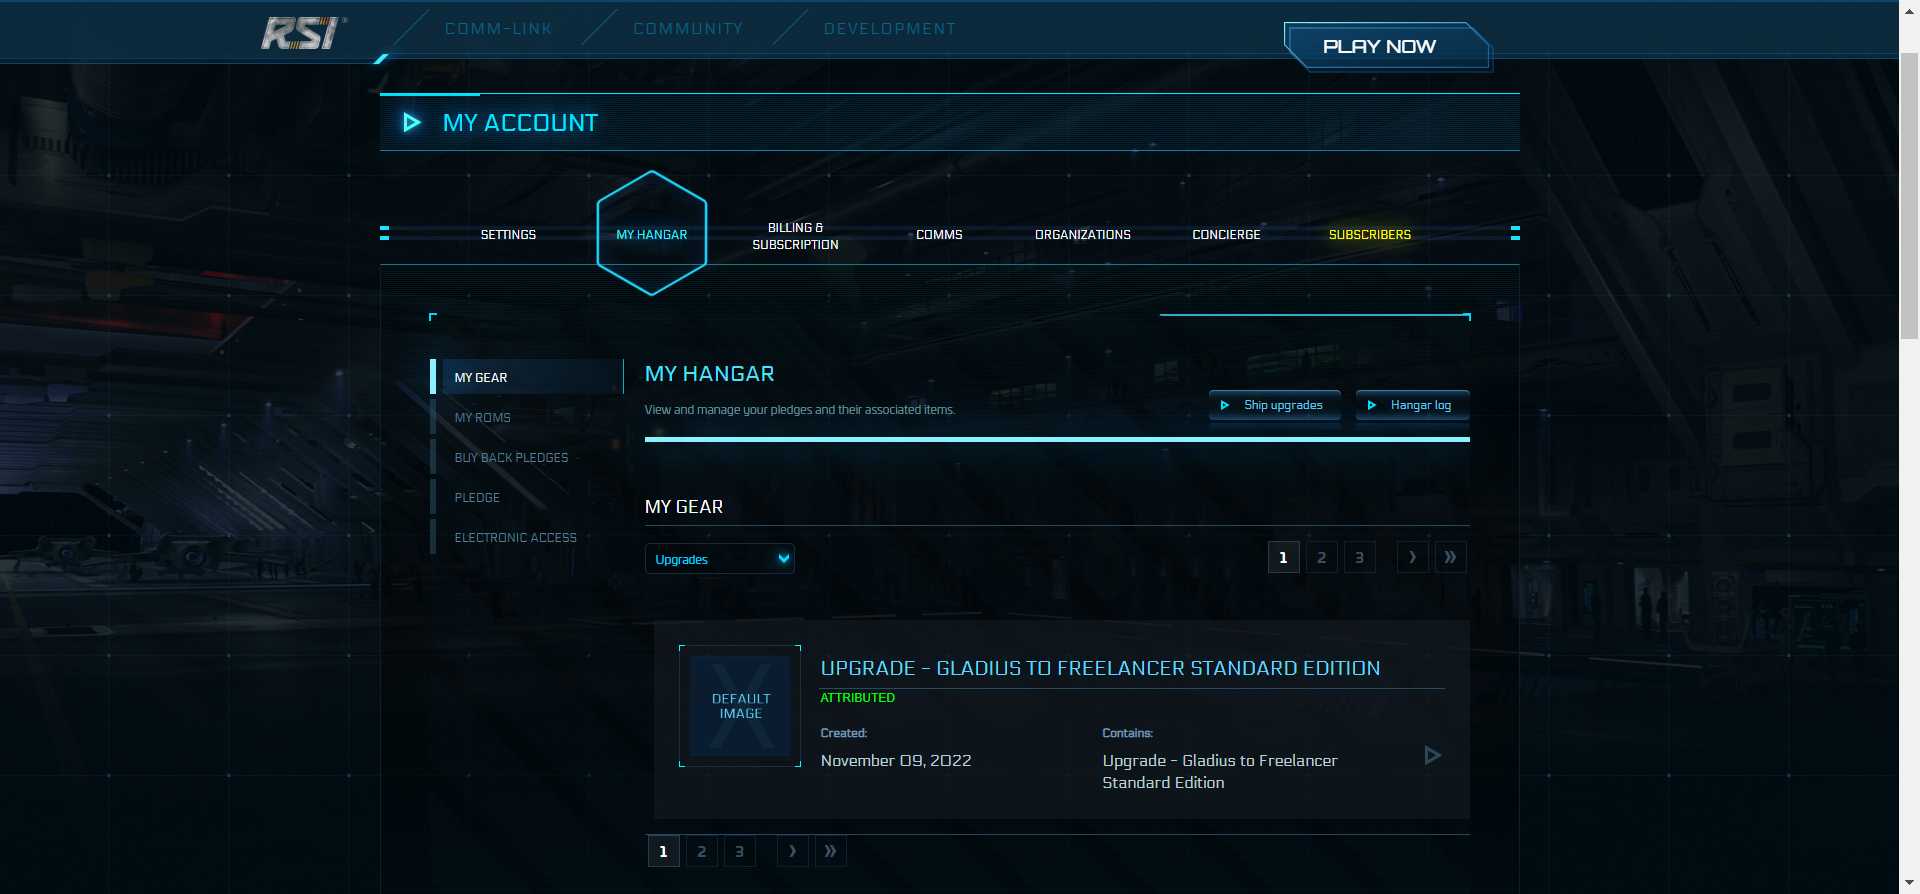 RSI
COMM-LINK
COMMUNITY
DEVELOPMENT
PLAY NOW
MY ACCOUNT
SETTINGS
MY HANGAR
BILLING &
SUBSCRIPTION
COMMS
ORGANIZATIONS
CONCIERGE
SUBSCRIBERS
MY GEAR
MY ROMS
BUY BACK PLEDGES
PLEDGE
ELECTRONIC ACCESS
MY HANGAR
View and manage your pledges and their associated items.
Ship upgrades
Hangar log
MY GEAR
Upgrades
1 2 3 › »
DEFAULT
IMAGE
UPGRADE - GLADIUS TO FREELANCER STANDARD EDITION
ATTRIBUTED
Created:
November 09, 2022
Contains:
Upgrade - Gladius to Freelancer
Standard Edition
1 2 3 › »